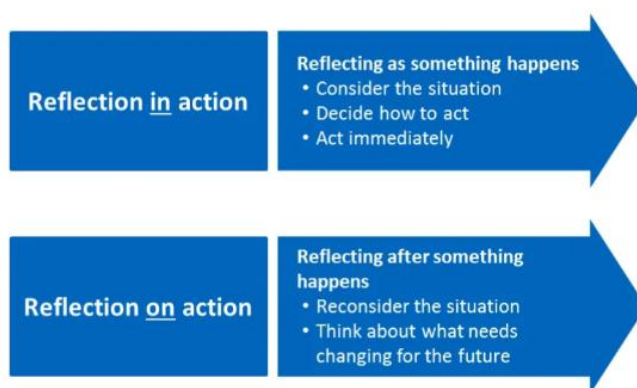 Reflection in action
Reflecting as something happens
• Consider the situation
• Decide how to act
• Act immediately
Reflection on action
Reflecting after something
happens
• Reconsider the situation
• Think about what needs
changing for the future